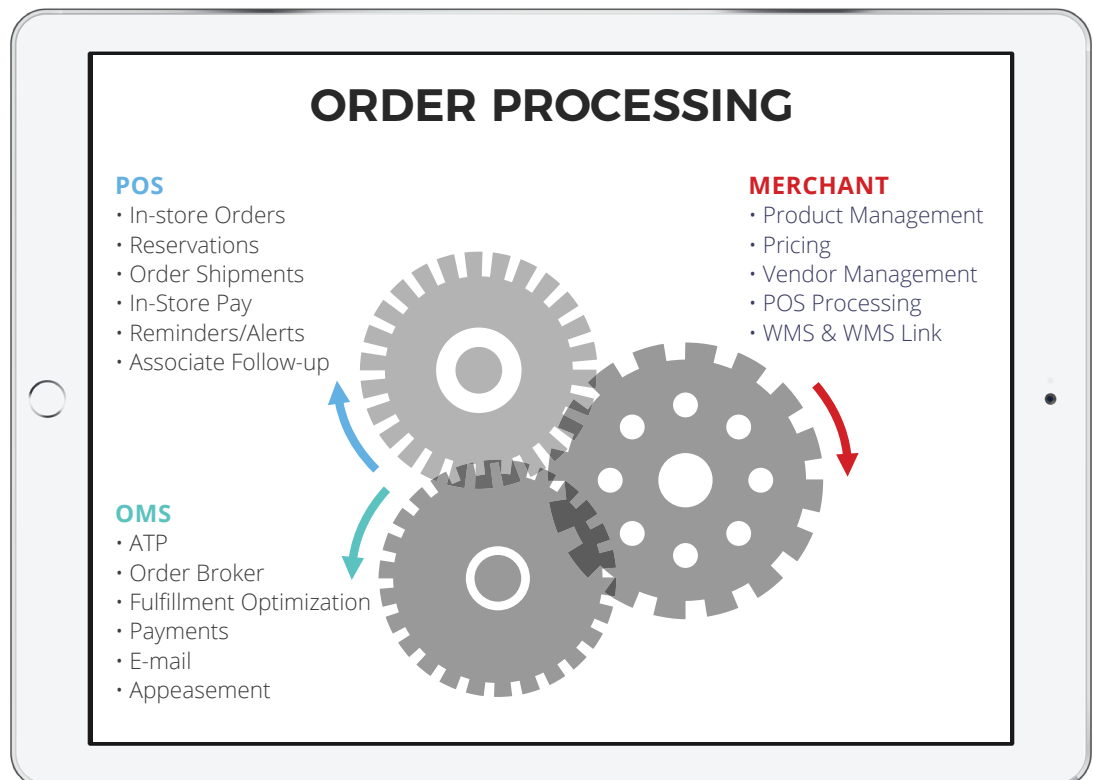 ORDER PROCESSING
POS
• In-store Orders
• Reservations
• Order Shipments
• In-Store Pay
• Reminders/Alerts
• Associate Follow-up
MERCHANT
• Product Management
• Pricing
• Vendor Management
• POS Processing
• WMS & WMS Link
OMS
• ATP
• Order Broker
• Fulfillment Optimization
• Payments
• E-mail
• Appeasement